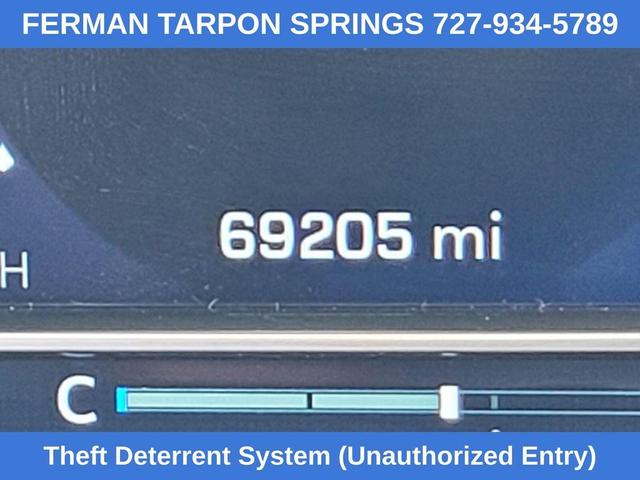 FERMAN TARPON SPRINGS 727-934-5789
69205 mi
H
C
Theft Deterrent System (Unauthorized Entry)